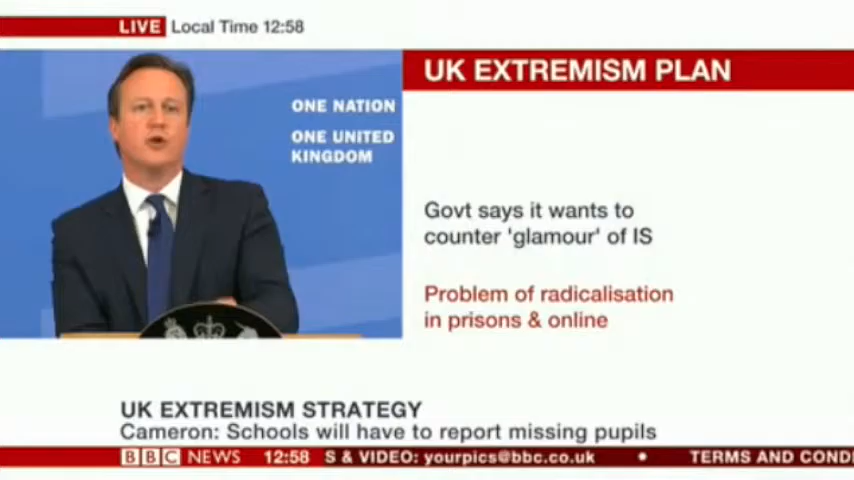 LIVE Local Time 12:58
ONE NATION
ONE UNITED
KINGDOM
UK EXTREMISM PLAN
Govt says it wants to
counter 'glamour' of IS
Problem of radicalisation
in prisons & online
UK EXTREMISM STRATEGY
Cameron: Schools will have to report missing pupils
BBC NEWS 12:58 S & VIDEO: yourpics@bbc.co.uk • TERMS AND COND